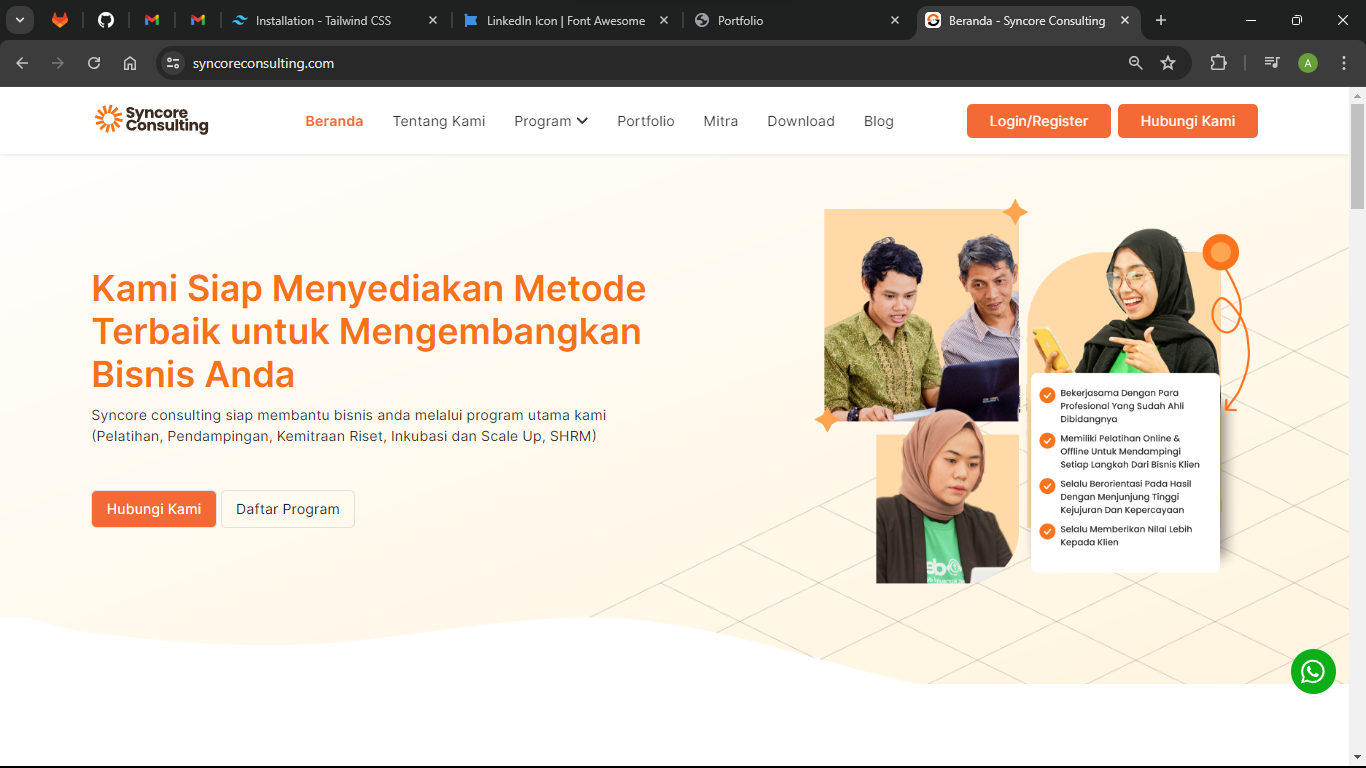 Installation - Tailwind CSS
LinkedIn Icon | Font Awesome
Portfolio
Beranda - Syncore Consulting
syncoreconsulting.com
A
Syncore
Consulting
Beranda
Tentang Kami
Program
Portfolio
Mitra
Download
Blog
Login/Register
Hubungi Kami
Kami Siap Menyediakan Metode
Terbaik untuk Mengembangkan
Bisnis Anda
Syncore consulting siap membantu bisnis anda melalui program utama kami
(Pelatihan, Pendampingan, Kemitraan Riset, Inkubasi dan Scale Up, SHRM)
Hubungi Kami
Daftar Program
Bekerjasama Dengan Para
Profesional Yang Sudah Ahli
Dibidangnya
Memiliki Pelatihan Online &
Offline Untuk Mendampingi
Setiap Langkah Dari Bisnis Klien
Selalu Berorientasi Pada Hasil
Dengan Menjunjung Tinggi
Kejujuran Dan Kepercayaan
Selalu Memberikan Nilai Lebih
Kepada Klien